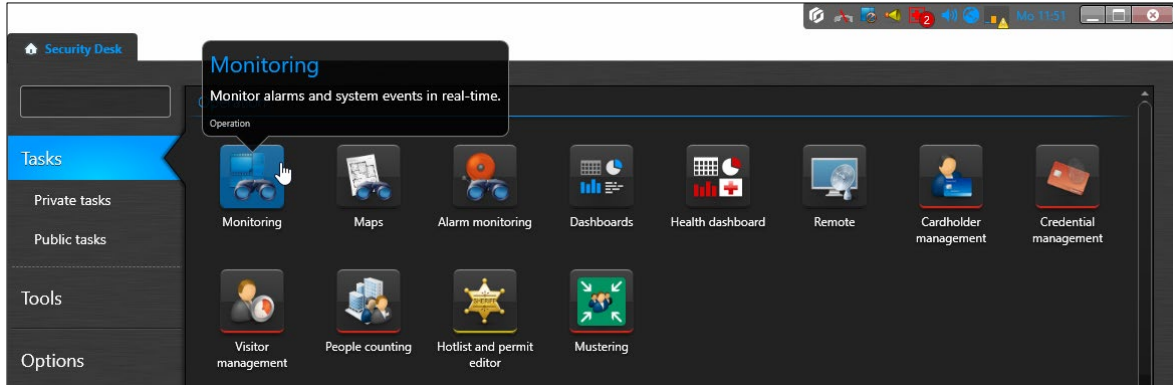 2
Mo 11:51
Security Desk
Monitoring
Monitor alarms and system events in real-time.
Operation
Tasks
Private tasks
Public tasks
Tools
Options
Monitoring
Maps
Alarm monitoring
Dashboards
Health dashboard
Remote
Cardholder
management
Credential
management
Visitor
management
People counting
SHERIFF
Hotlist and permit
editor
Mustering